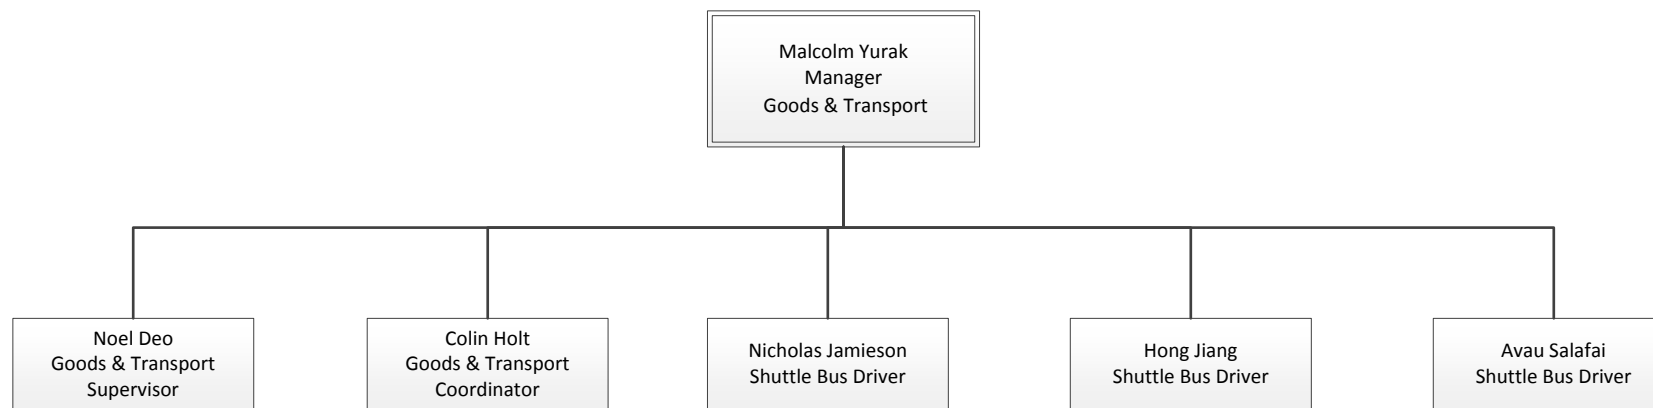 Malcolm Yurak
Manager
Goods & Transport
Noel Deo
Goods & Transport
Supervisor
Colin Holt
Goods & Transport
Coordinator
Nicholas Jamieson
Shuttle Bus Driver
Hong Jiang
Shuttle Bus Driver
Avau Salafai
Shuttle Bus Driver